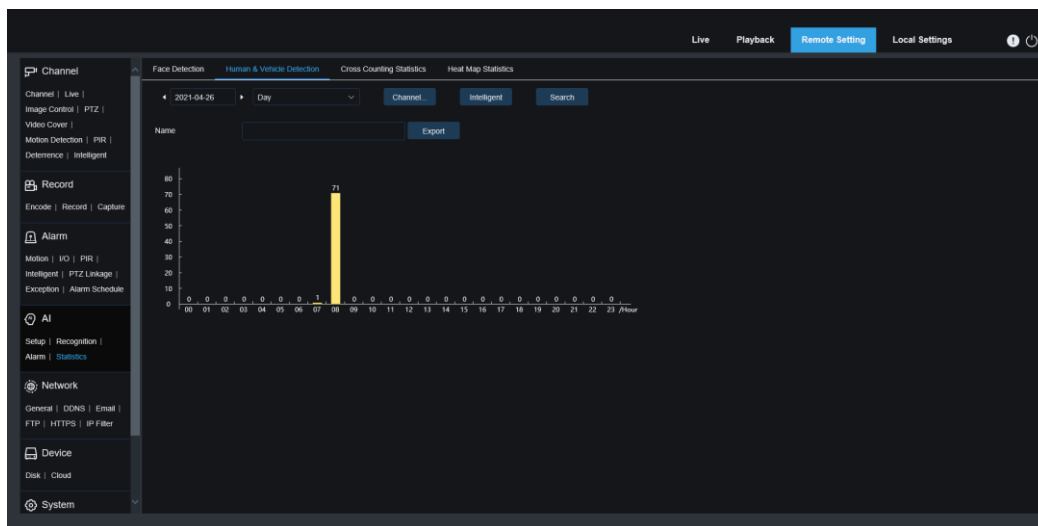 Live Playback Remote Setting Local Settings
Channel
Channel | Live |
Image Control | PTZ |
Video Cover |
Motion Detection | PIR |
Deterrence | Intelligent
Record
Encode | Record | Capture
Alarm
Motion | I/O | PIR |
Intelligent | PTZ Linkage |
Exception | Alarm Schedule
AI
Setup | Recognition |
Alarm | Statistics
Network
General | DDNS | Email |
FTP | HTTPS | IP Filter
Device
Disk | Cloud
System
Face Detection Human & Vehicle Detection Cross Counting Statistics Heat Map Statistics
2021-04-26 Day Channel... Intelligent Search
Name Export
80
70
60
50
40
30
20
10
0
71
0 0 0 0 0 0 0 1 0 0 0 0 0 0 0 0 0 0 0 0 0 0 0
00 01 02 03 04 05 06 07 08 09 10 11 12 13 14 15 16 17 18 19 20 21 22 23 /Hour